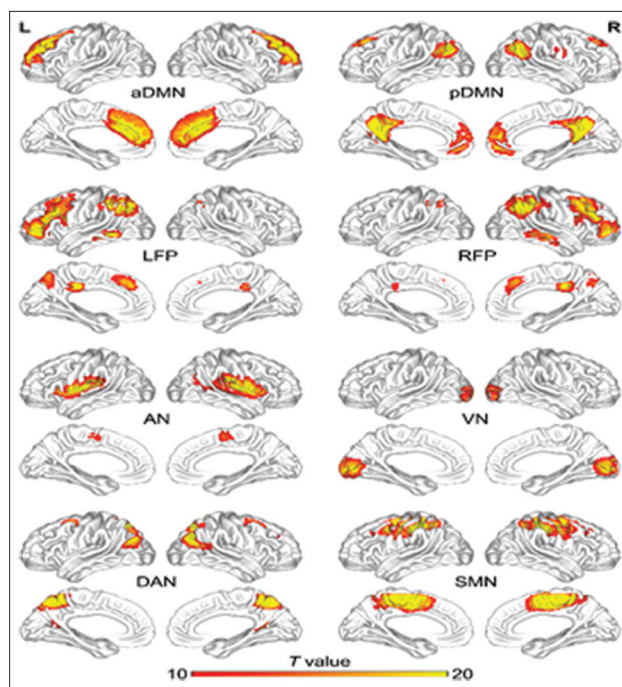 L R
aDMN pDMN
LFP RFP
AN VN
DAN SMN
T value
10 20